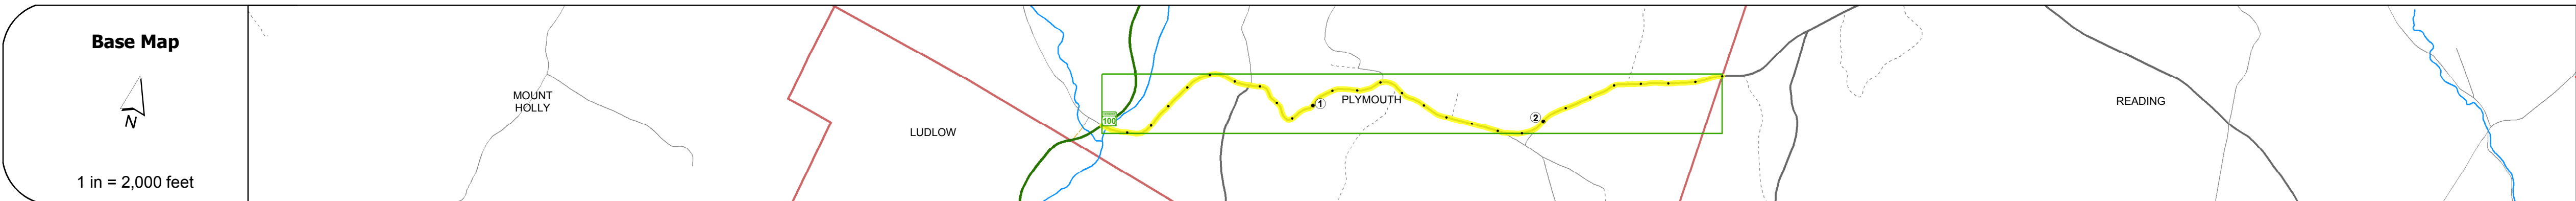 Base Map
N
1 in = 2,000 feet
MOUNT
HOLLY
LUDLOW
100
1
PLYMOUTH
2
READING